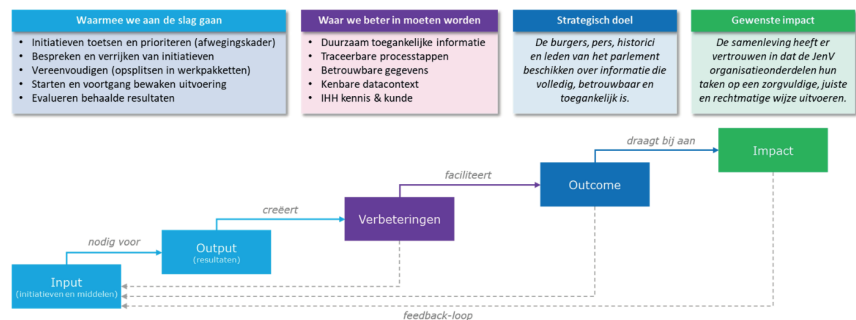 Waarmee we aan de slag gaan
• Initiatieven toetsen en prioriteren (afwegingskader)
• Bespreken en verrijken van initiatieven
• Vereenvoudigen (opsplitsen in werkpakketten)
• Starten en voortgang bewaken uitvoering
• Evalueren behaalde resultaten
Waar we beter in moeten worden
• Duurzaam toegankelijke informatie
• Traceerbare processtappen
• Betrouwbare gegevens
• Kenbare datacontext
• IHH kennis & kunde
Strategisch doel
De burgers, pers, historici
en leden van het parlement
beschikken over informatie die
volledig, betrouwbaar en
toegankelijk is.
Gewenste impact
De samenleving heeft er
vertrouwen in dat de JenV
organisatieonderdelen hun
taken op een zorgvuldige, juiste
en rechtmatige wijze uitvoeren.
draagt bij aan
Impact
faciliteert
Outcome
creëert
Verbeteringen
nodig voor
Output
(resultaten)
Input
(initiatieven en middelen)
feedback-loop